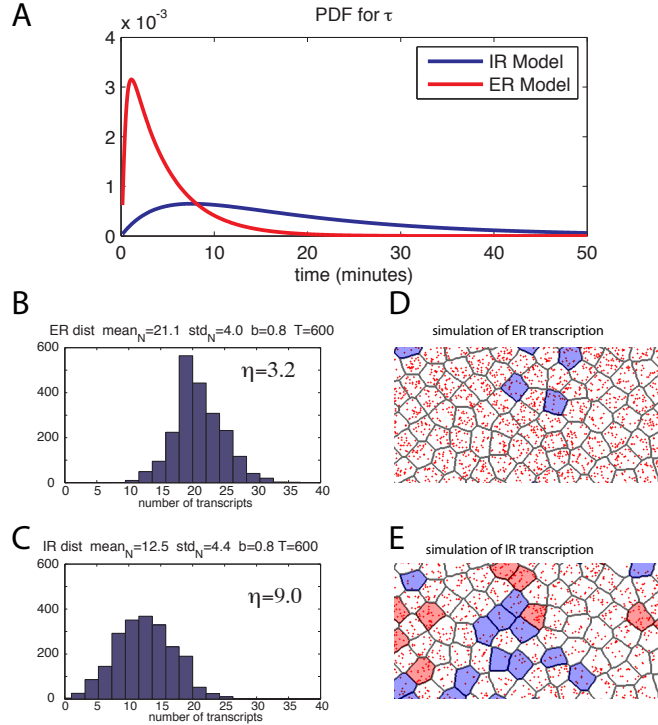 A
PDF for τ
x 10⁻³
4
3
2
1
0
IR Model
ER Model
0 10 20 30 40 50
time (minutes)
B
ER dist mean_N=21.1 std_N=4.0 b=0.8 T=600
600
400
200
0
η=3.2
0 5 10 15 20 25 30 35 40
number of transcripts
D
simulation of ER transcription
C
IR dist mean_N=12.5 std_N=4.4 b=0.8 T=600
600
400
200
0
η=9.0
0 5 10 15 20 25 30 35 40
number of transcripts
E
simulation of IR transcription